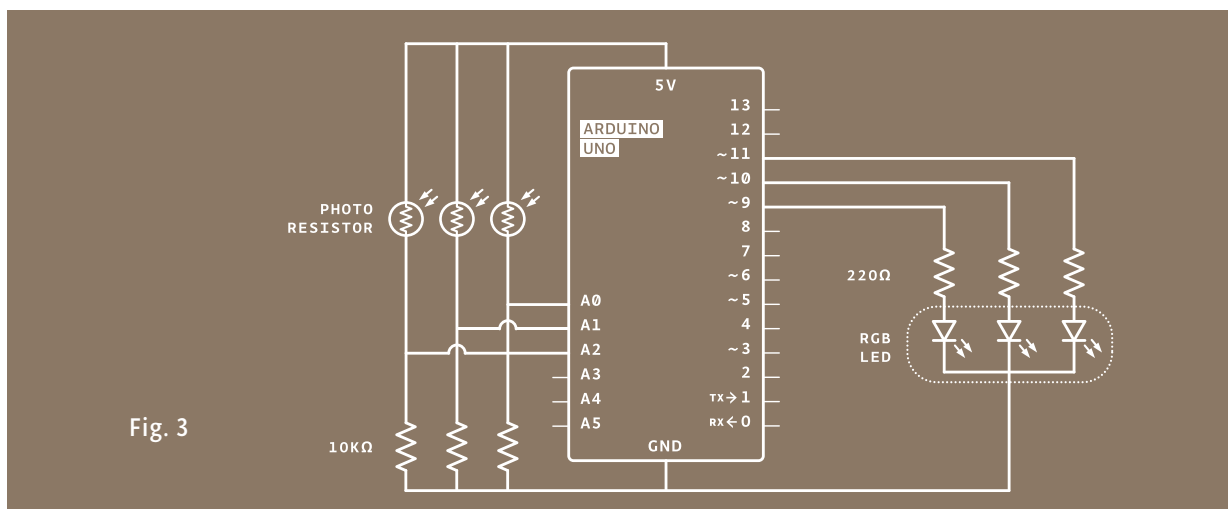 5V
ARDUINO
UNO
13
12
~11
~10
~9
8
7
~6
~5
4
~3
2
TX→1
RX←0
PHOTO
RESISTOR
A0
A1
A2
A3
A4
A5
GND
220Ω
RGB
LED
10KΩ
Fig. 3